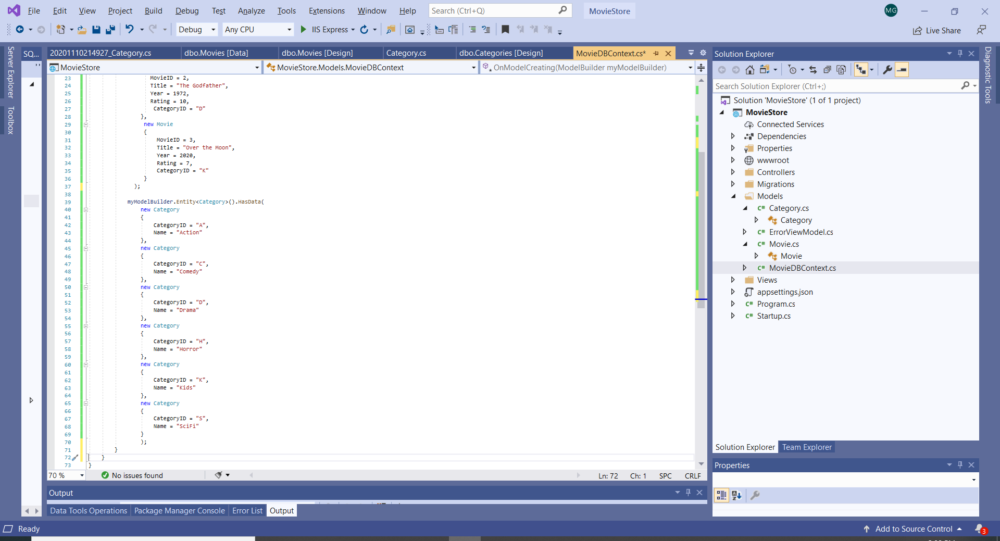 File Edit View Project Build Debug Test Analyze Tools Extensions Window Help Search (Ctrl+Q) MovieStore MG
Debug Any CPU IIS Express Live Share
Server Explorer
Toolbox
SQ...
20201110214927_Category.cs dbo.Movies [Data] dbo.Movies [Design] Category.cs dbo.Categories [Design] MovieDBContext.cs*
MovieStore MovieStore.Models.MovieDBContext OnModelCreating(ModelBuilder myModelBuilder)
23 MovieID = 2,
24 Title = "The Godfather",
25 Year = 1972,
26 Rating = 10,
27 CategoryID = "D"
28 },
29 new Movie
30 {
31 MovieID = 3,
32 Title = "Over the Moon",
33 Year = 2020,
34 Rating = 7,
35 CategoryID = "K"
36 }
37 );
38
39 myModelBuilder.Entity<Category>().HasData(
40 new Category
41 {
42 CategoryID = "A",
43 Name = "Action"
44 },
45 new Category
46 {
47 CategoryID = "C",
48 Name = "Comedy"
49 },
50 new Category
51 {
52 CategoryID = "D",
53 Name = "Drama"
54 },
55 new Category
56 {
57 CategoryID = "H",
58 Name = "Horror"
59 },
60 new Category
61 {
62 CategoryID = "K",
63 Name = "Kids"
64 },
65 new Category
66 {
67 CategoryID = "S",
68 Name = "SciFi"
69 }
70 );
71 }
72 }
73 }
70 % No issues found Ln: 72 Ch: 1 SPC CRLF
Output
Data Tools Operations Package Manager Console Error List Output
Solution Explorer
Search Solution Explorer (Ctrl+;)
Solution 'MovieStore' (1 of 1 project)
MovieStore
Connected Services
Dependencies
Properties
wwwroot
Controllers
Migrations
Models
C# Category.cs
Category
C# ErrorViewModel.cs
C# Movie.cs
Movie
C# MovieDBContext.cs
Views
appsettings.json
C# Program.cs
C# Startup.cs
Solution Explorer Team Explorer
Properties
Diagnostic Tools
Ready Add to Source Control 3